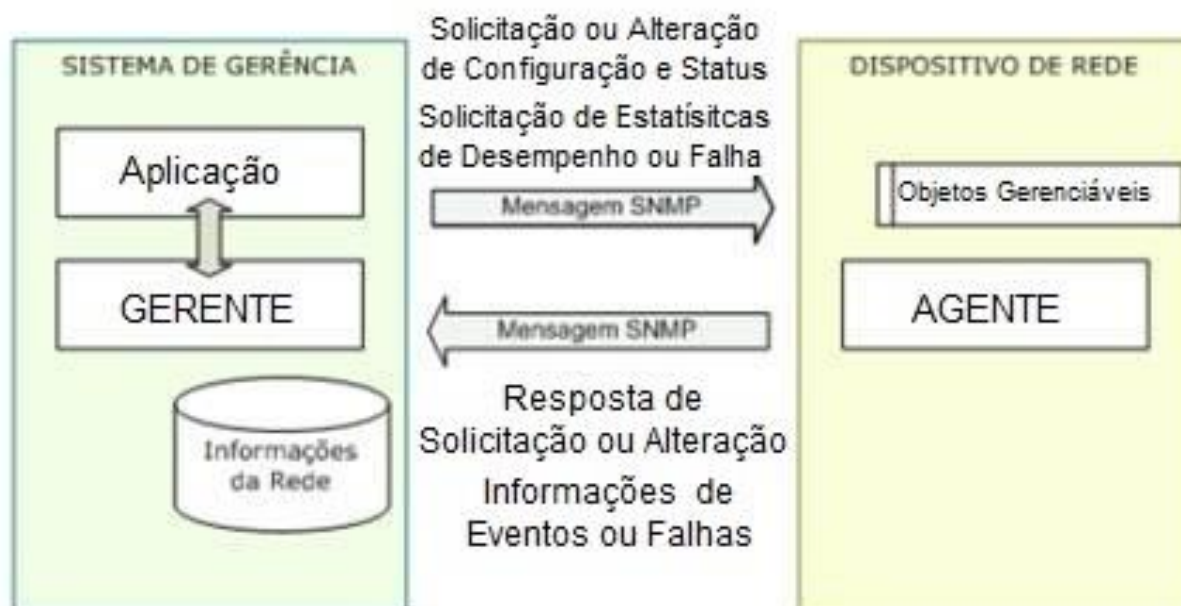 SISTEMA DE GERÊNCIA
Aplicação
GERENTE
Informações
da Rede
Solicitação ou Alteração
de Configuração e Status
Solicitação de Estatísitcas
de Desempenho ou Falha
Mensagem SNMP
Mensagem SNMP
Resposta de
Solicitação ou Alteração
Informações de
Eventos ou Falhas
DISPOSITIVO DE REDE
Objetos Gerenciáveis
AGENTE